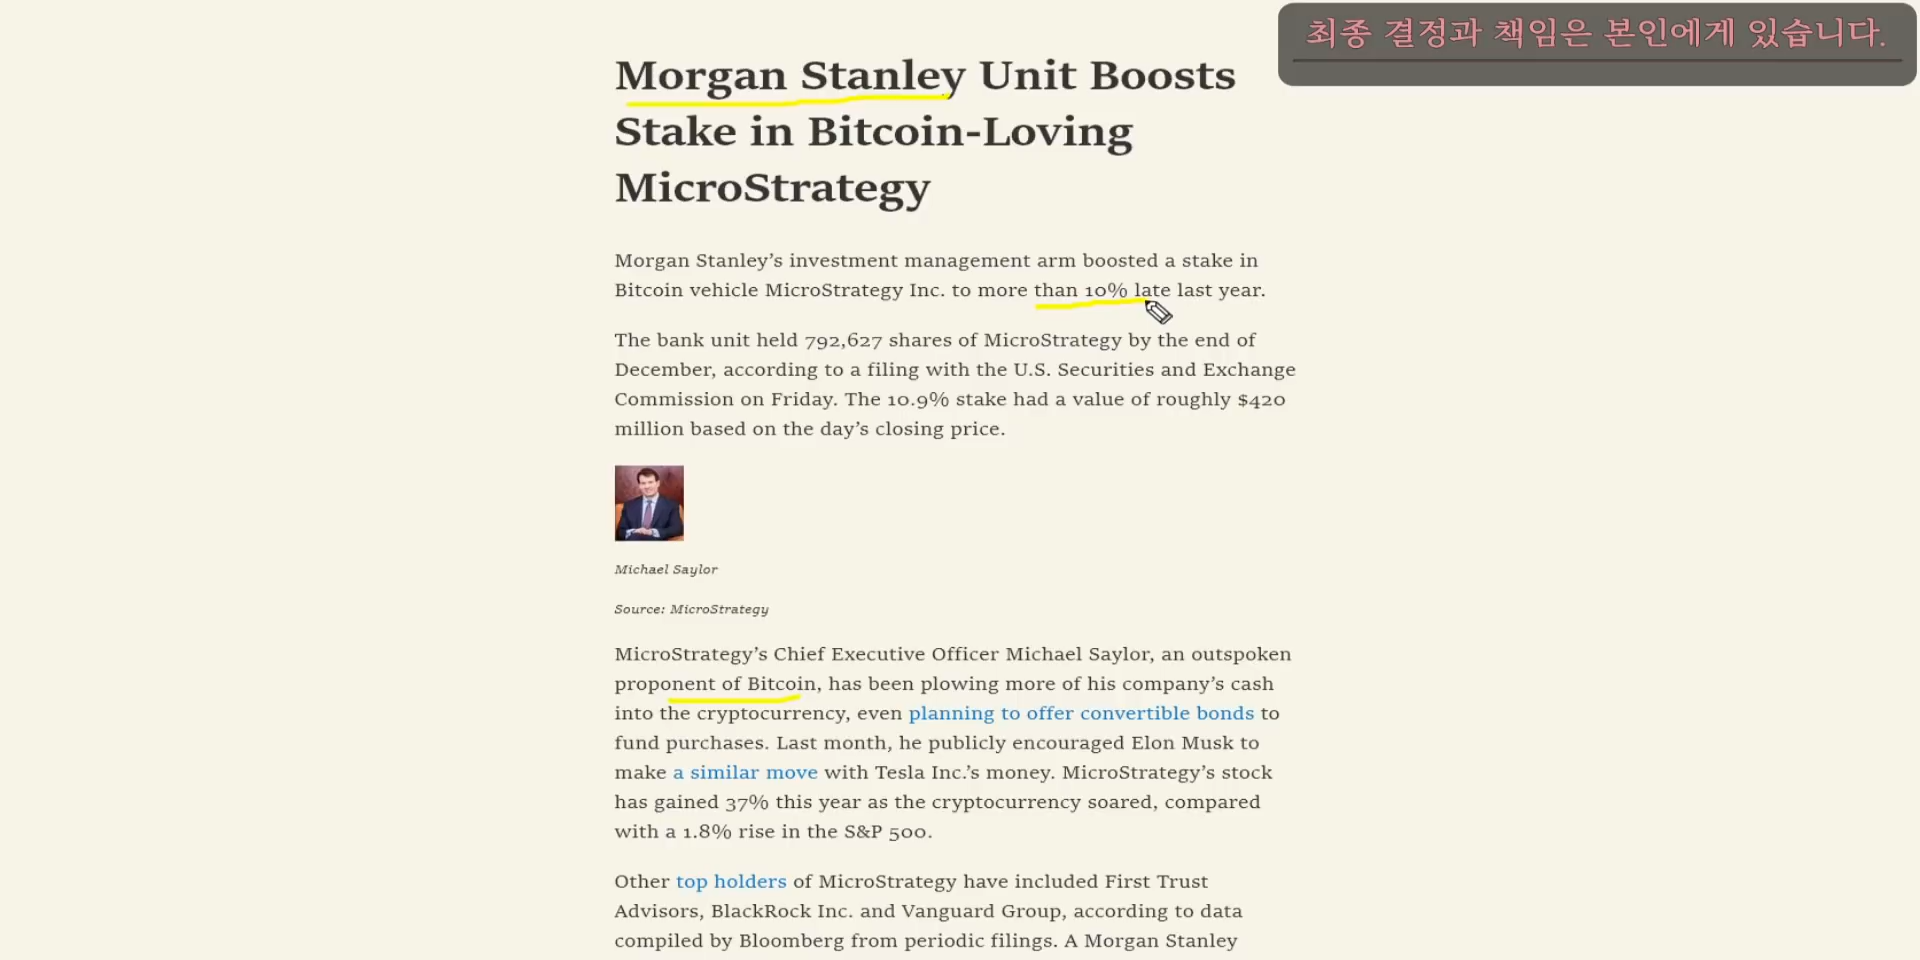 최종 결정과 책임은 본인에게 있습니다.
Morgan Stanley Unit Boosts
Stake in Bitcoin-Loving
MicroStrategy
Morgan Stanley’s investment management arm boosted a stake in
Bitcoin vehicle MicroStrategy Inc. to more than 10% late last year.
The bank unit held 792,627 shares of MicroStrategy by the end of
December, according to a filing with the U.S. Securities and Exchange
Commission on Friday. The 10.9% stake had a value of roughly $420
million based on the day’s closing price.
Michael Saylor
Source: MicroStrategy
MicroStrategy’s Chief Executive Officer Michael Saylor, an outspoken
proponent of Bitcoin, has been plowing more of his company’s cash
into the cryptocurrency, even planning to offer convertible bonds to
fund purchases. Last month, he publicly encouraged Elon Musk to
make a similar move with Tesla Inc.’s money. MicroStrategy’s stock
has gained 37% this year as the cryptocurrency soared, compared
with a 1.8% rise in the S&P 500.
Other top holders of MicroStrategy have included First Trust
Advisors, BlackRock Inc. and Vanguard Group, according to data
compiled by Bloomberg from periodic filings. A Morgan Stanley